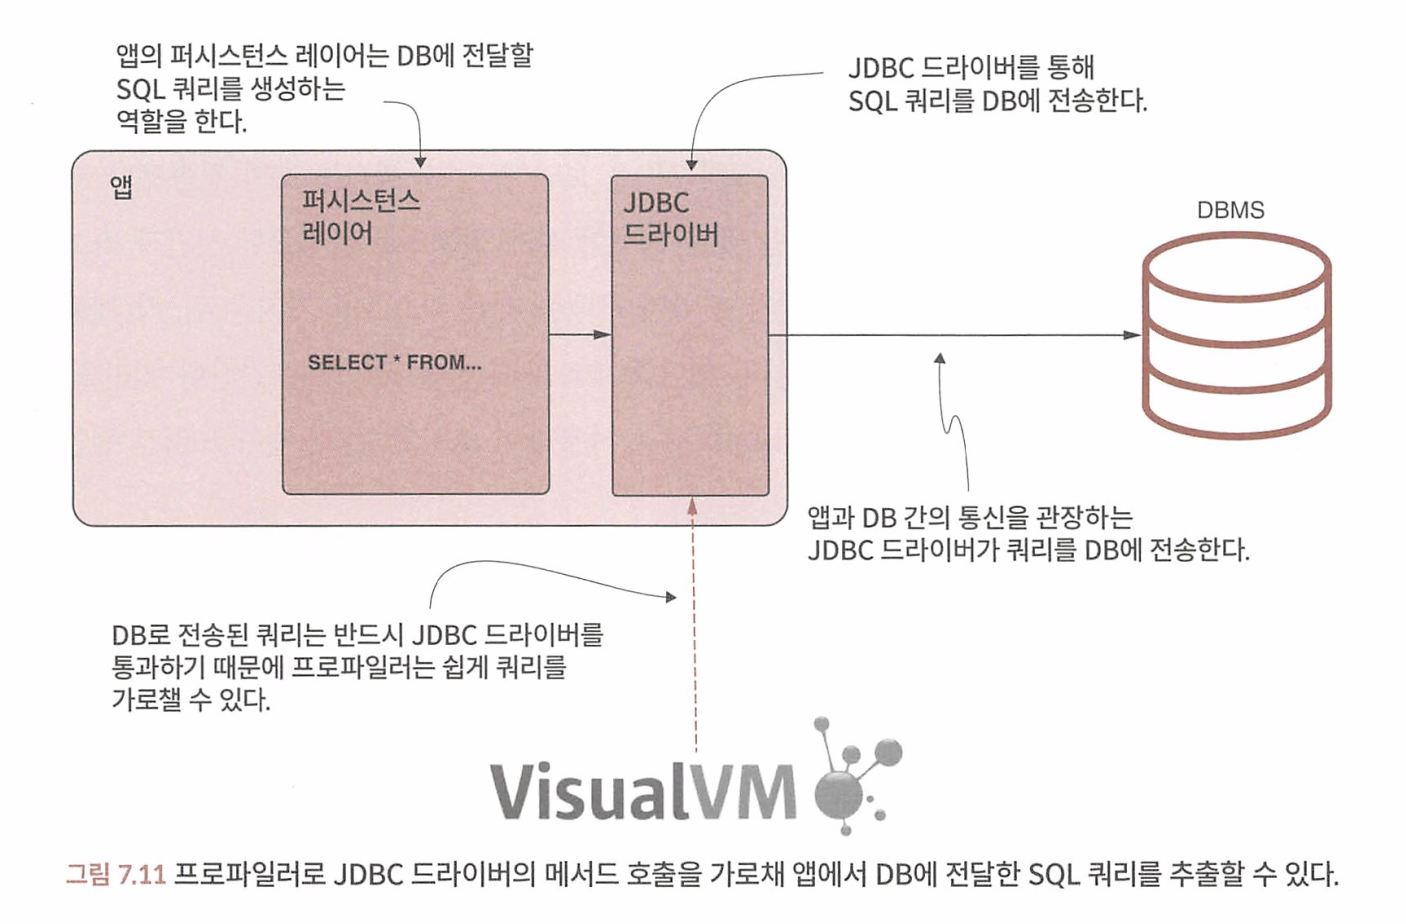 앱의 퍼시스턴스 레이어는 DB에 전달할
SQL 쿼리를 생성하는
역할을 한다.
JDBC 드라이버를 통해
SQL 쿼리를 DB에 전송한다.
앱
퍼시스턴스
레이어
SELECT * FROM...
JDBC
드라이버
DBMS
앱과 DB 간의 통신을 관장하는
JDBC 드라이버가 쿼리를 DB에 전송한다.
DB로 전송된 쿼리는 반드시 JDBC 드라이버를
통과하기 때문에 프로파일러는 쉽게 쿼리를
가로챌 수 있다.
VisualVM
그림 7.11 프로파일러로 JDBC 드라이버의 메서드 호출을 가로채 앱에서 DB에 전달한 SQL 쿼리를 추출할 수 있다.